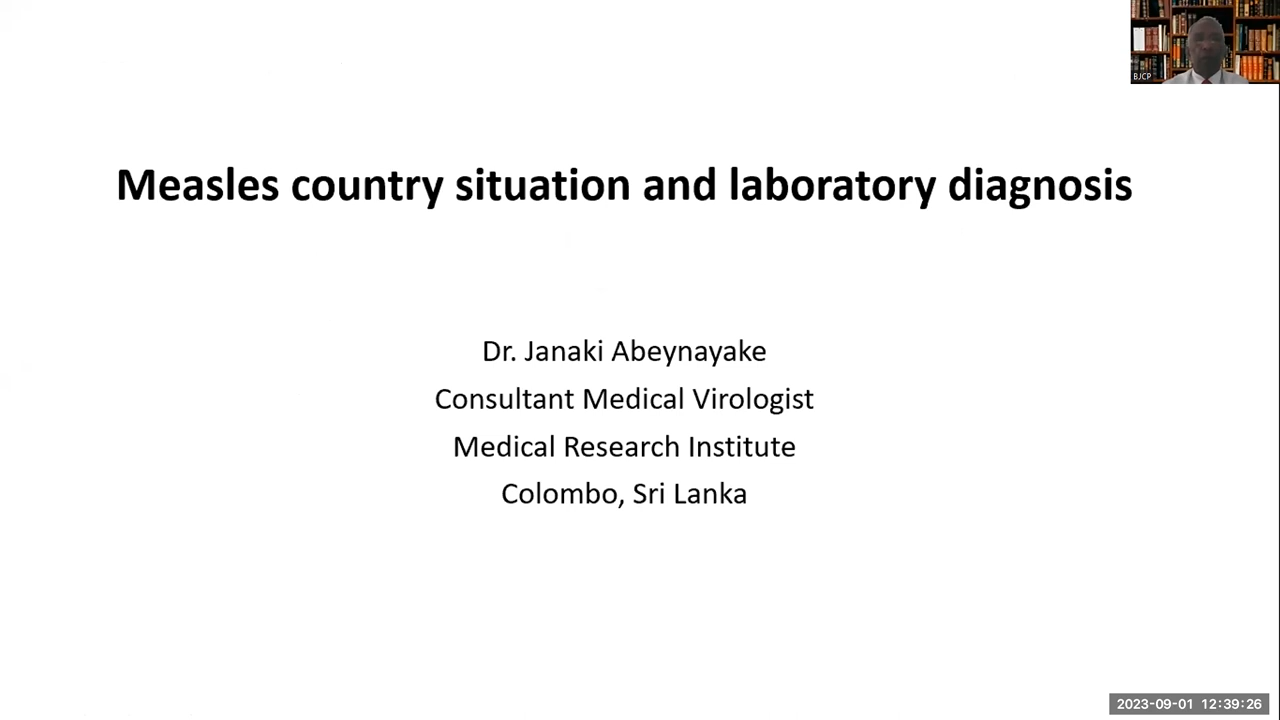 BJCP
Measles country situation and laboratory diagnosis
Dr. Janaki Abeynayake
Consultant Medical Virologist
Medical Research Institute
Colombo, Sri Lanka
2023-09-01 12:39:26